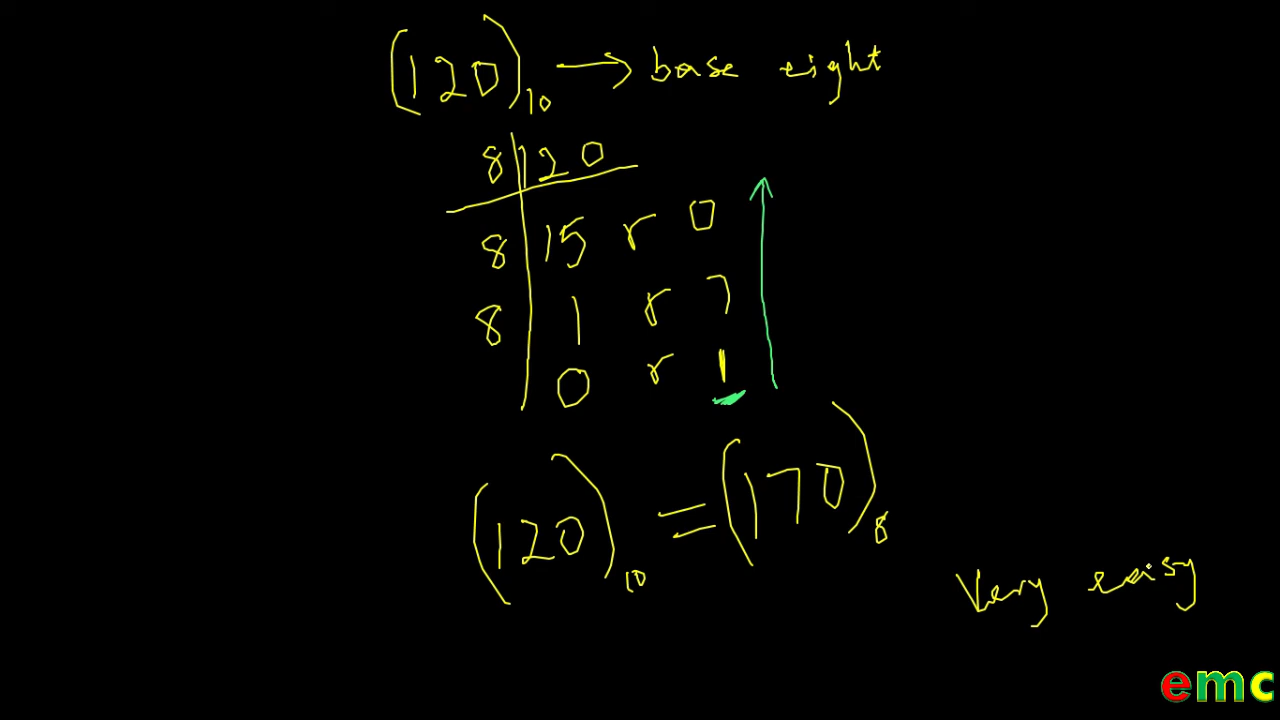 (120)10 → base eight
8 120
8 15 r 0
8 1 r 7
0 r 1
(120)10 = (170)8
Very eaisy
emc